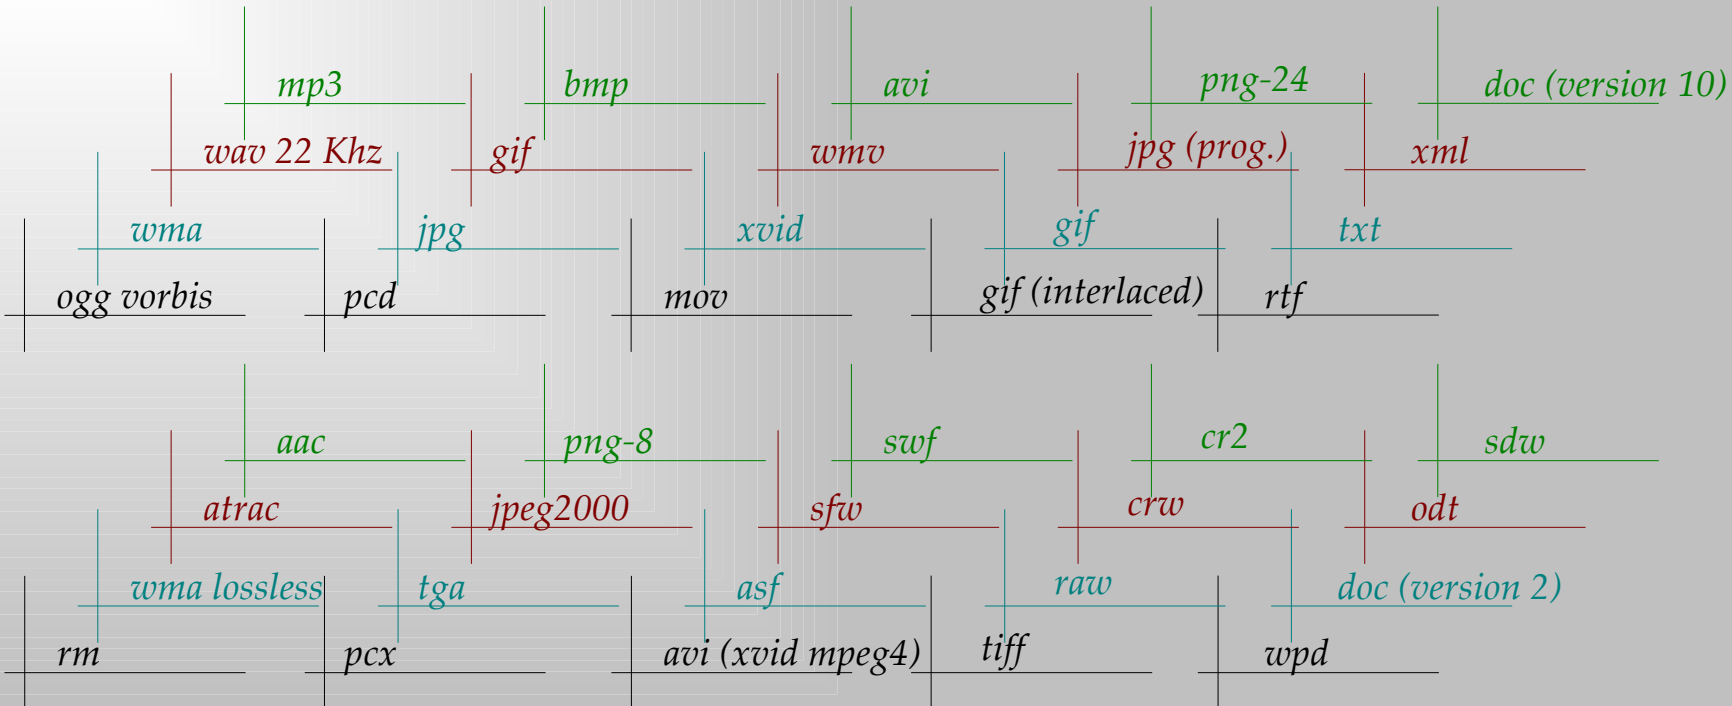 mp3 bmp avi png-24 doc (version 10)
wav 22 Khz gif wmv jpg (prog.) xml
wma jpg xvid gif txt
ogg vorbis pcd mov gif (interlaced) rtf
aac png-8 swf cr2 sdw
atrac jpeg2000 sfw crw odt
wma lossless tga asf raw doc (version 2)
rm pcx avi (xvid mpeg4) tiff wpd